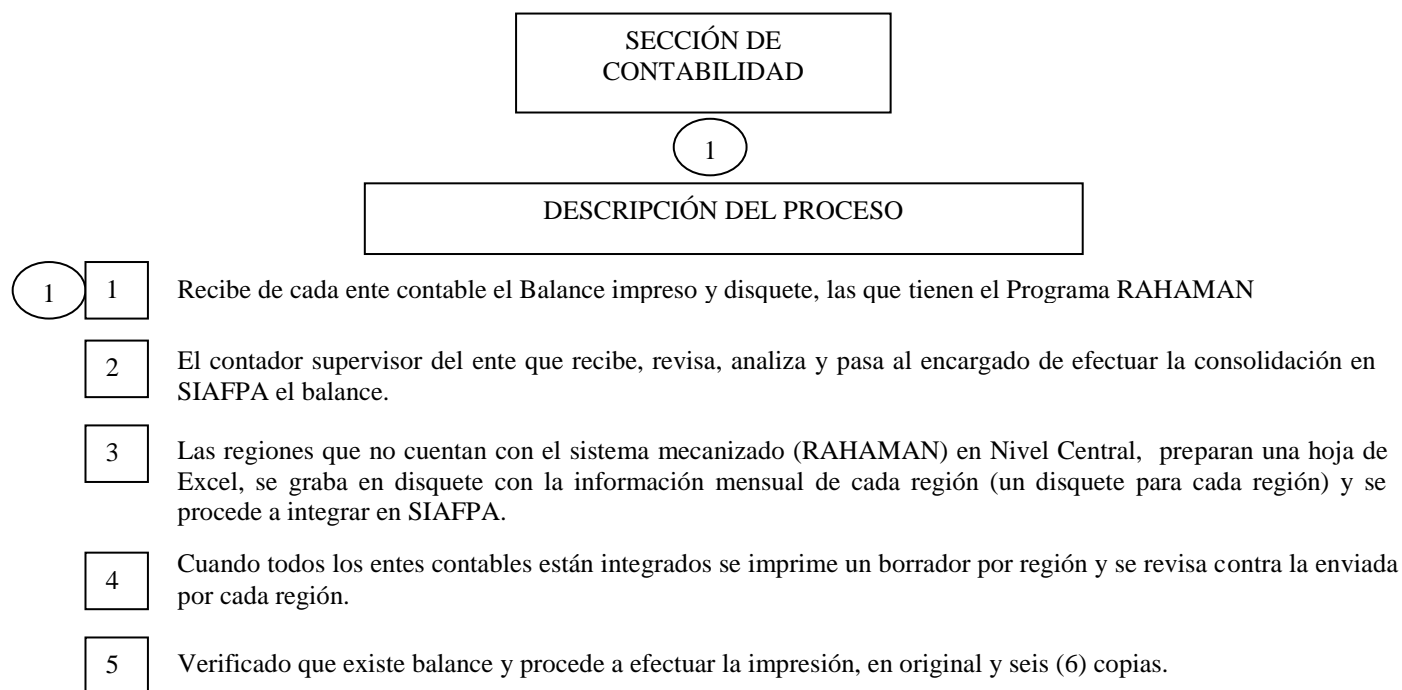 SECCIÓN DE
CONTABILIDAD
1
DESCRIPCIÓN DEL PROCESO
1 1 Recibe de cada ente contable el Balance impreso y disquete, las que tienen el Programa RAHAMAN
2 El contador supervisor del ente que recibe, revisa, analiza y pasa al encargado de efectuar la consolidación en
SIAFPA el balance.
3 Las regiones que no cuentan con el sistema mecanizado (RAHAMAN) en Nivel Central, preparan una hoja de
Excel, se graba en disquete con la información mensual de cada región (un disquete para cada región) y se
procede a integrar en SIAFPA.
4 Cuando todos los entes contables están integrados se imprime un borrador por región y se revisa contra la enviada
por cada región.
5 Verificado que existe balance y procede a efectuar la impresión, en original y seis (6) copias.